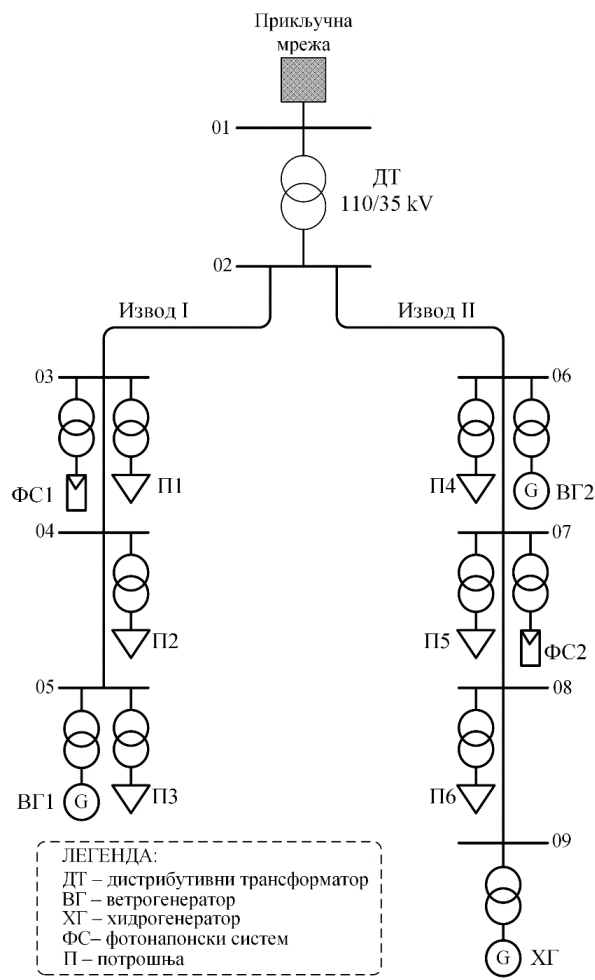 Прикључна
мрежа
01
ДТ
110/35 kV
02
Извод I
Извод II
03
06
ФС1
П1
П4
G
ВГ2
04
07
П2
П5
ФС2
05
08
ВГ1
G
П3
П6
09
ЛЕГЕНДА:
ДТ – дистрибутивни трансформатор
ВГ – ветрогенератор
ХГ – хидрогенератор
ФС– фотонапонски систем
П – потрошња
G
ХГ